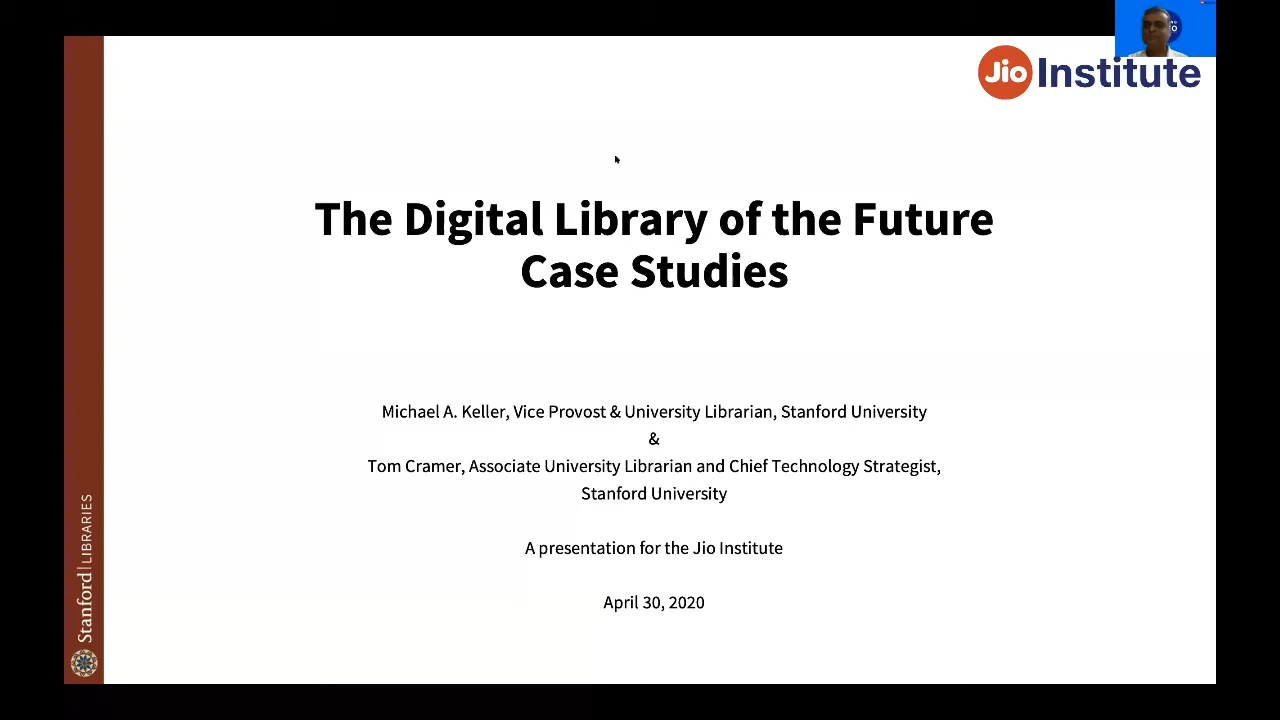 Jio Institute
The Digital Library of the Future
Case Studies
Michael A. Keller, Vice Provost & University Librarian, Stanford University
&
Tom Cramer, Associate University Librarian and Chief Technology Strategist,
Stanford University
A presentation for the Jio Institute
April 30, 2020
Stanford | LIBRARIES